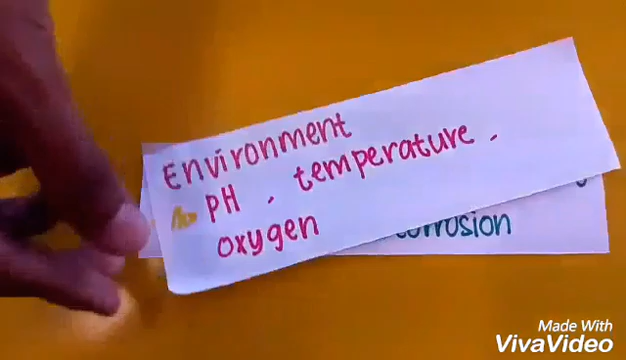 Environment
PH , temperature ,
oxygen
corrosion
Made With
VivaVideo